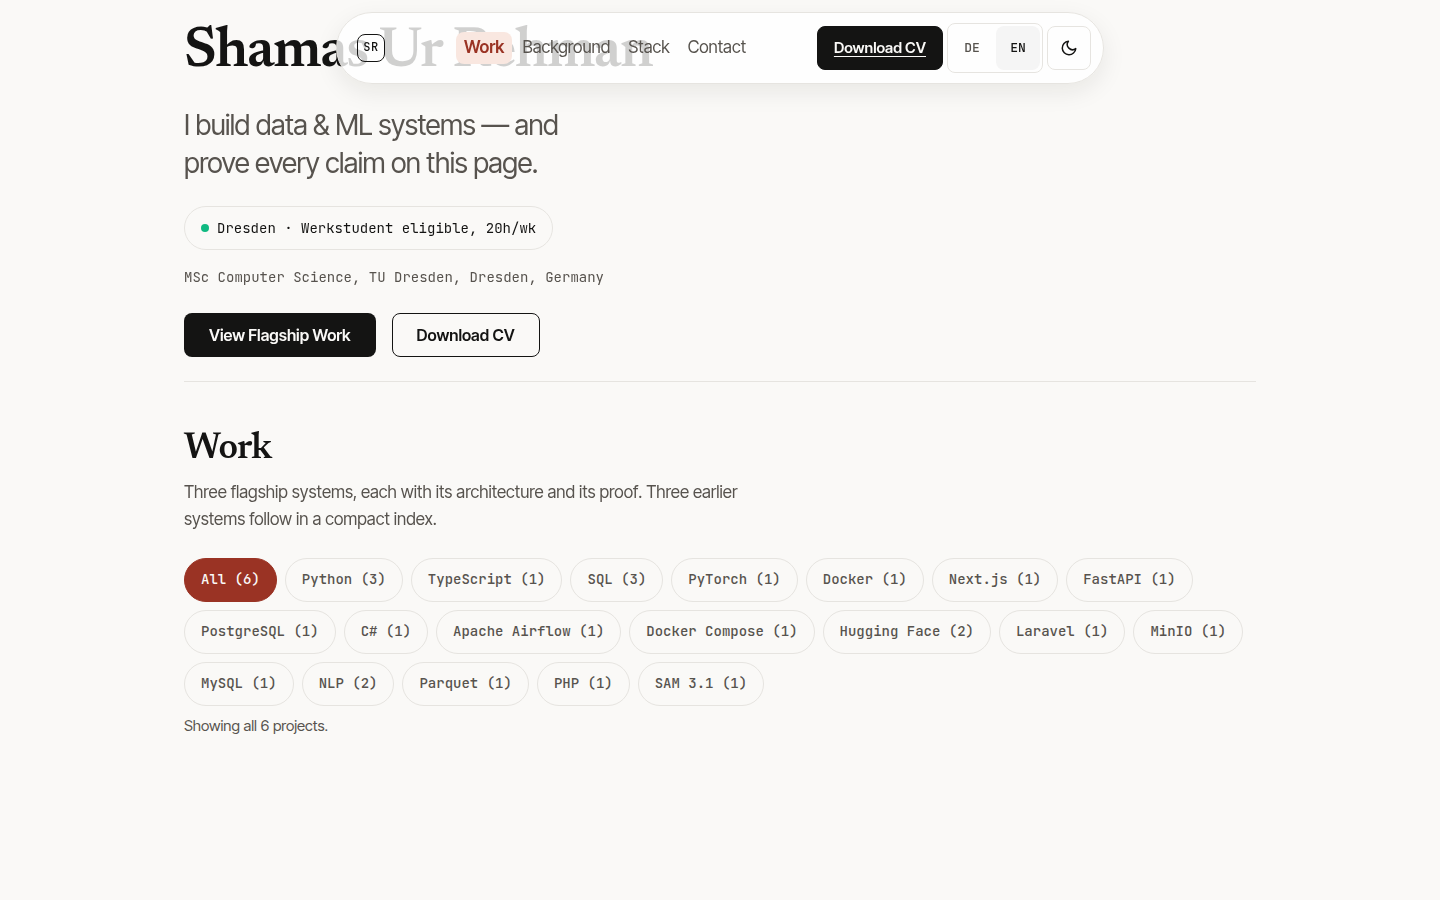 Shamas Ur Rehman
SR
Work Background Stack Contact
Download CV
DE EN
I build data & ML systems — and
prove every claim on this page.
Dresden · Werkstudent eligible, 20h/wk
MSc Computer Science, TU Dresden, Dresden, Germany
View Flagship Work
Download CV
Work
Three flagship systems, each with its architecture and its proof. Three earlier
systems follow in a compact index.
All (6) Python (3) TypeScript (1) SQL (3) PyTorch (1) Docker (1) Next.js (1) FastAPI (1)
PostgreSQL (1) C# (1) Apache Airflow (1) Docker Compose (1) Hugging Face (2) Laravel (1) MinIO (1)
MySQL (1) NLP (2) Parquet (1) PHP (1) SAM 3.1 (1)
Showing all 6 projects.